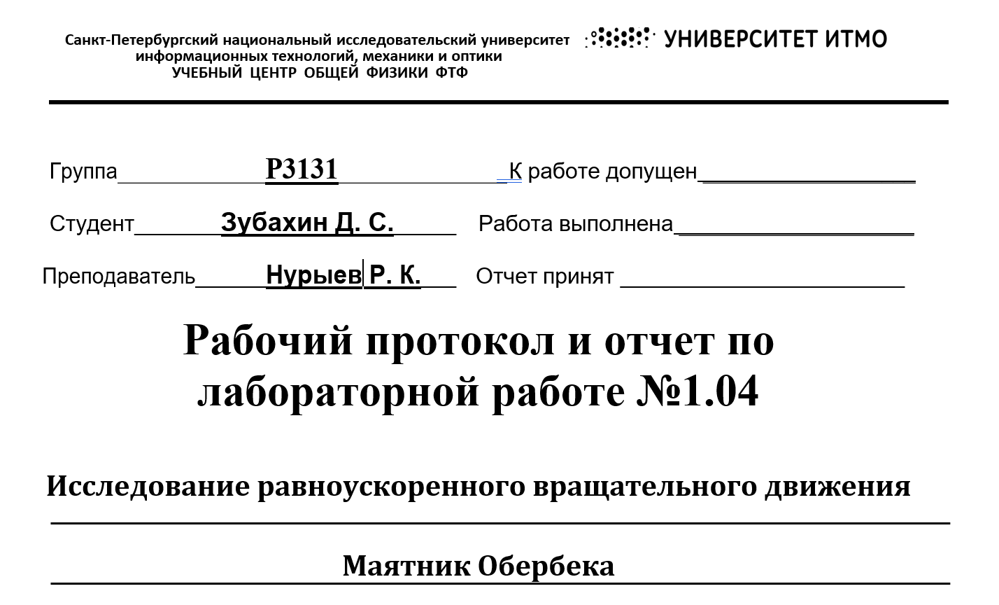 Санкт-Петербургский национальный исследовательский университет
информационных технологий, механики и оптики
УЧЕБНЫЙ ЦЕНТР ОБЩЕЙ ФИЗИКИ ФТФ
УНИВЕРСИТЕТ ИТМО
Группа P3131 К работе допущен
Студент Зубахин Д. С. Работа выполнена
Преподаватель Нурыев Р. К. Отчет принят
Рабочий протокол и отчет по
лабораторной работе №1.04
Исследование равноускоренного вращательного движения
Маятник Обербека